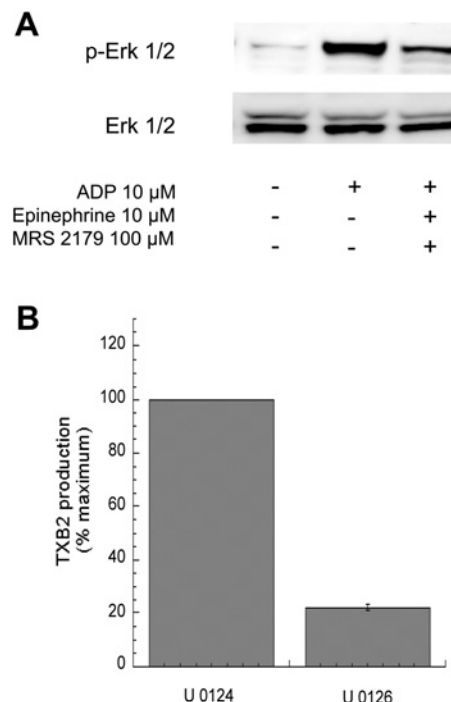 A
p-Erk 1/2
Erk 1/2
ADP 10 µM - + +
Epinephrine 10 µM - - +
MRS 2179 100 µM - - +
B
TXB2 production
(% maximum)
120
100
80
60
40
20
0
U 0124 U 0126